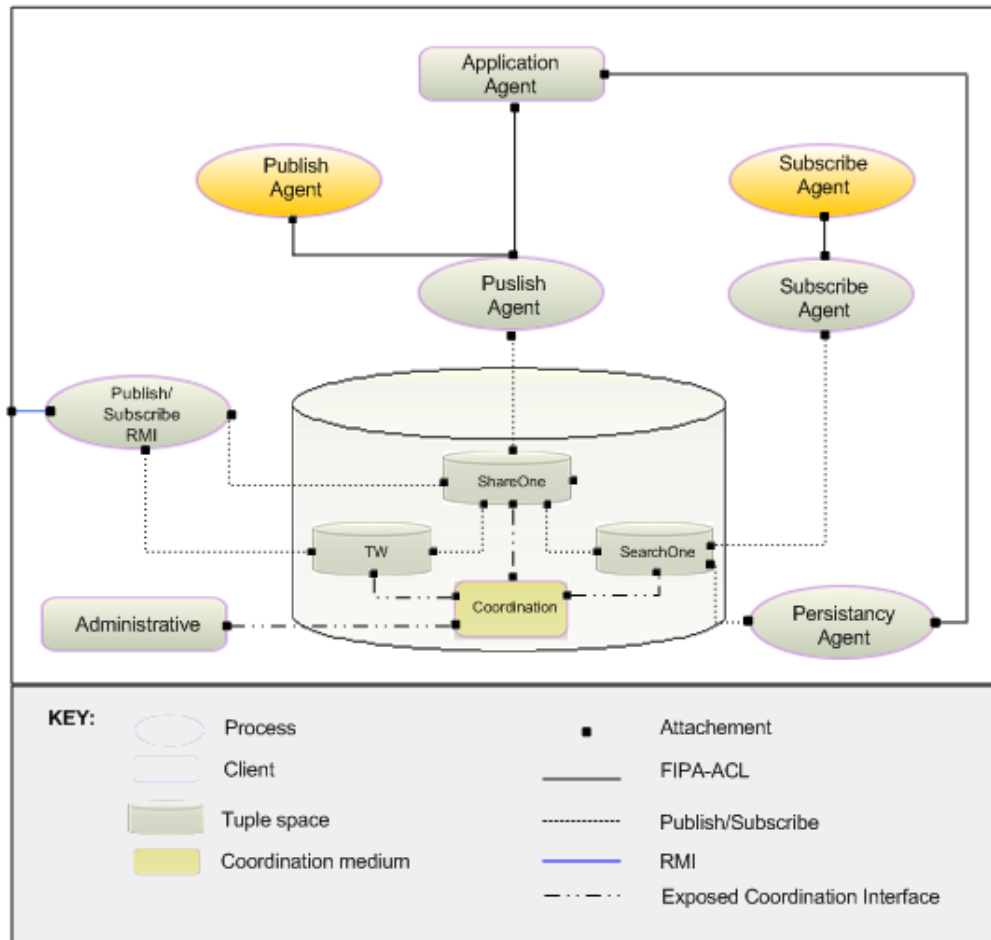 Application
Agent
Publish
Agent
Subscribe
Agent
Puslish
Agent
Subscribe
Agent
Publish/
Subscribe
RMI
ShareOne
TW
SearchOne
Coordination
Administrative
Persistancy
Agent
KEY:
Process
Attachement
Client
FIPA-ACL
Tuple space
Publish/Subscribe
Coordination medium
RMI
Exposed Coordination Interface